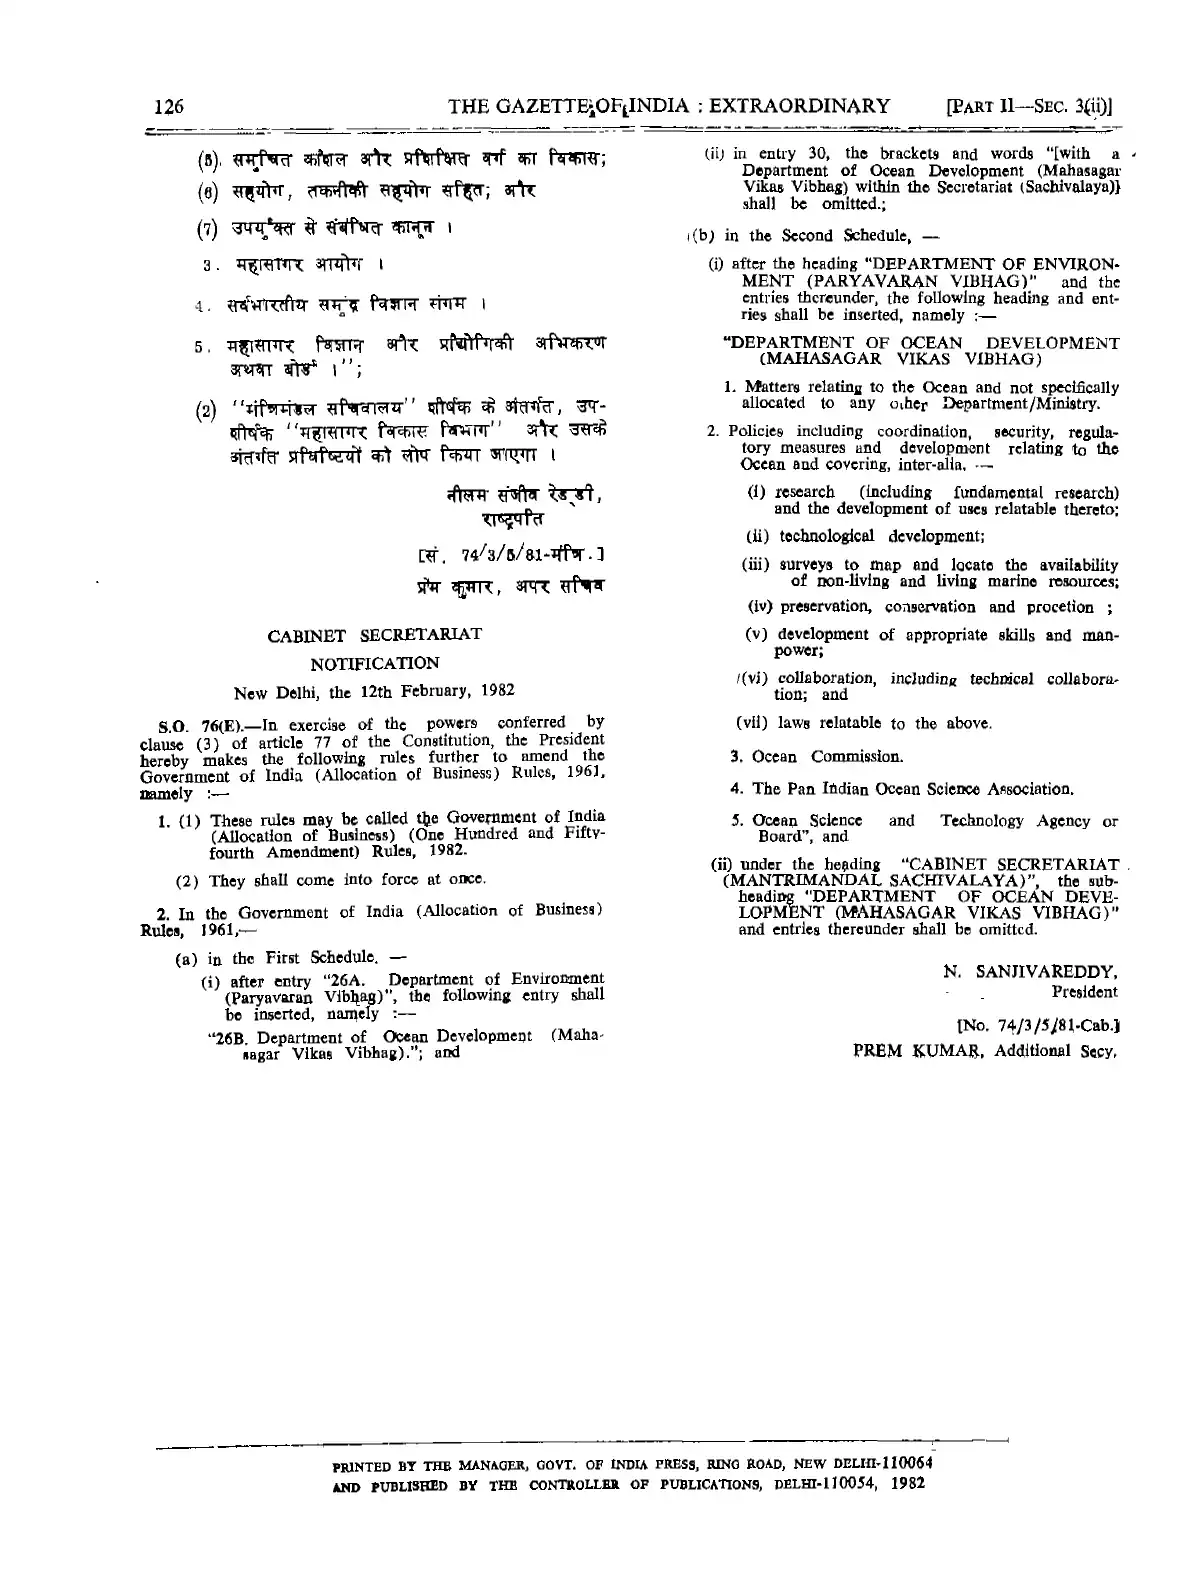 126 THE GAZETTE OF INDIA : EXTRAORDINARY [PART II—SEC. 3(ii)]
(5). समुचित कौशल और प्रशिक्षित वर्ग का विकास;
(6) सहयोग, तकनीकी सहयोग सहित; और
(7) उपर्युक्त से संबंधित कानून ।
3. महासागर आयोग ।
4. सर्वभारतीय समुद्र विज्ञान संगम ।
5. महासागर विज्ञान और प्रौद्योगिकी अभिकरण
अथवा बोर्ड ।'';
(2) ''मंत्रिमंडल सचिवालय'' शीर्षक के अंतर्गत, उप-
शीर्षक ''महासागर विकास विभाग'' और उसके
अंतर्गत प्रविष्टियों को लोप किया जाएगा ।
नीलम संजीव रेड्डी,
राष्ट्रपति
[सं. 74/3/5/81-मंत्रि.]
प्रेम कुमार, अपर सचिव
CABINET SECRETARIAT
NOTIFICATION
New Delhi, the 12th February, 1982
S.O. 76(E).—In exercise of the powers conferred by
clause (3) of article 77 of the Constitution, the President
hereby makes the following rules further to amend the
Government of India (Allocation of Business) Rules, 1961,
namely :—
1. (1) These rules may be called the Government of India
(Allocation of Business) (One Hundred and Fifty-
fourth Amendment) Rules, 1982.
(2) They shall come into force at once.
2. In the Government of India (Allocation of Business)
Rules, 1961,—
(a) in the First Schedule. —
(i) after entry "26A. Department of Environment
(Paryavaran Vibhag)", the following entry shall
be inserted, namely :—
"26B. Department of Ocean Development (Maha-
sagar Vikas Vibhag)."; and
(ii) in entry 30, the brackets and words "[with a
Department of Ocean Development (Mahasagar
Vikas Vibhag) within the Secretariat (Sachivalaya)}
shall be omitted.;
(b) in the Second Schedule, —
(i) after the heading "DEPARTMENT OF ENVIRON-
MENT (PARYAVARAN VIBHAG)" and the
entries thereunder, the following heading and ent-
ries shall be inserted, namely :—
"DEPARTMENT OF OCEAN DEVELOPMENT
(MAHASAGAR VIKAS VIBHAG)
1. Matters relating to the Ocean and not specifically
allocated to any other Department/Ministry.
2. Policies including coordination, security, regula-
tory measures and development relating to the
Ocean and covering, inter-alia, —
(i) research (including fundamental research)
and the development of uses relatable thereto;
(ii) technological development;
(iii) surveys to map and locate the availability
of non-living and living marine resources;
(iv) preservation, conservation and procetion ;
(v) development of appropriate skills and man-
power;
(vi) collaboration, including technical collabora-
tion; and
(vii) laws relatable to the above.
3. Ocean Commission.
4. The Pan Indian Ocean Science Association.
5. Ocean Science and Technology Agency or
Board", and
(ii) under the heading "CABINET SECRETARIAT
(MANTRIMANDAL SACHIVALAYA)", the sub-
heading "DEPARTMENT OF OCEAN DEVE-
LOPMENT (MAHASAGAR VIKAS VIBHAG)"
and entries thereunder shall be omitted.
N. SANJIVAREDDY,
President
[No. 74/3/5/81-Cab.]
PREM KUMAR, Additional Secy.
PRINTED BY THE MANAGER, GOVT. OF INDIA PRESS, RING ROAD, NEW DELHI-110064
AND PUBLISHED BY THE CONTROLLER OF PUBLICATIONS, DELHI-110054, 1982